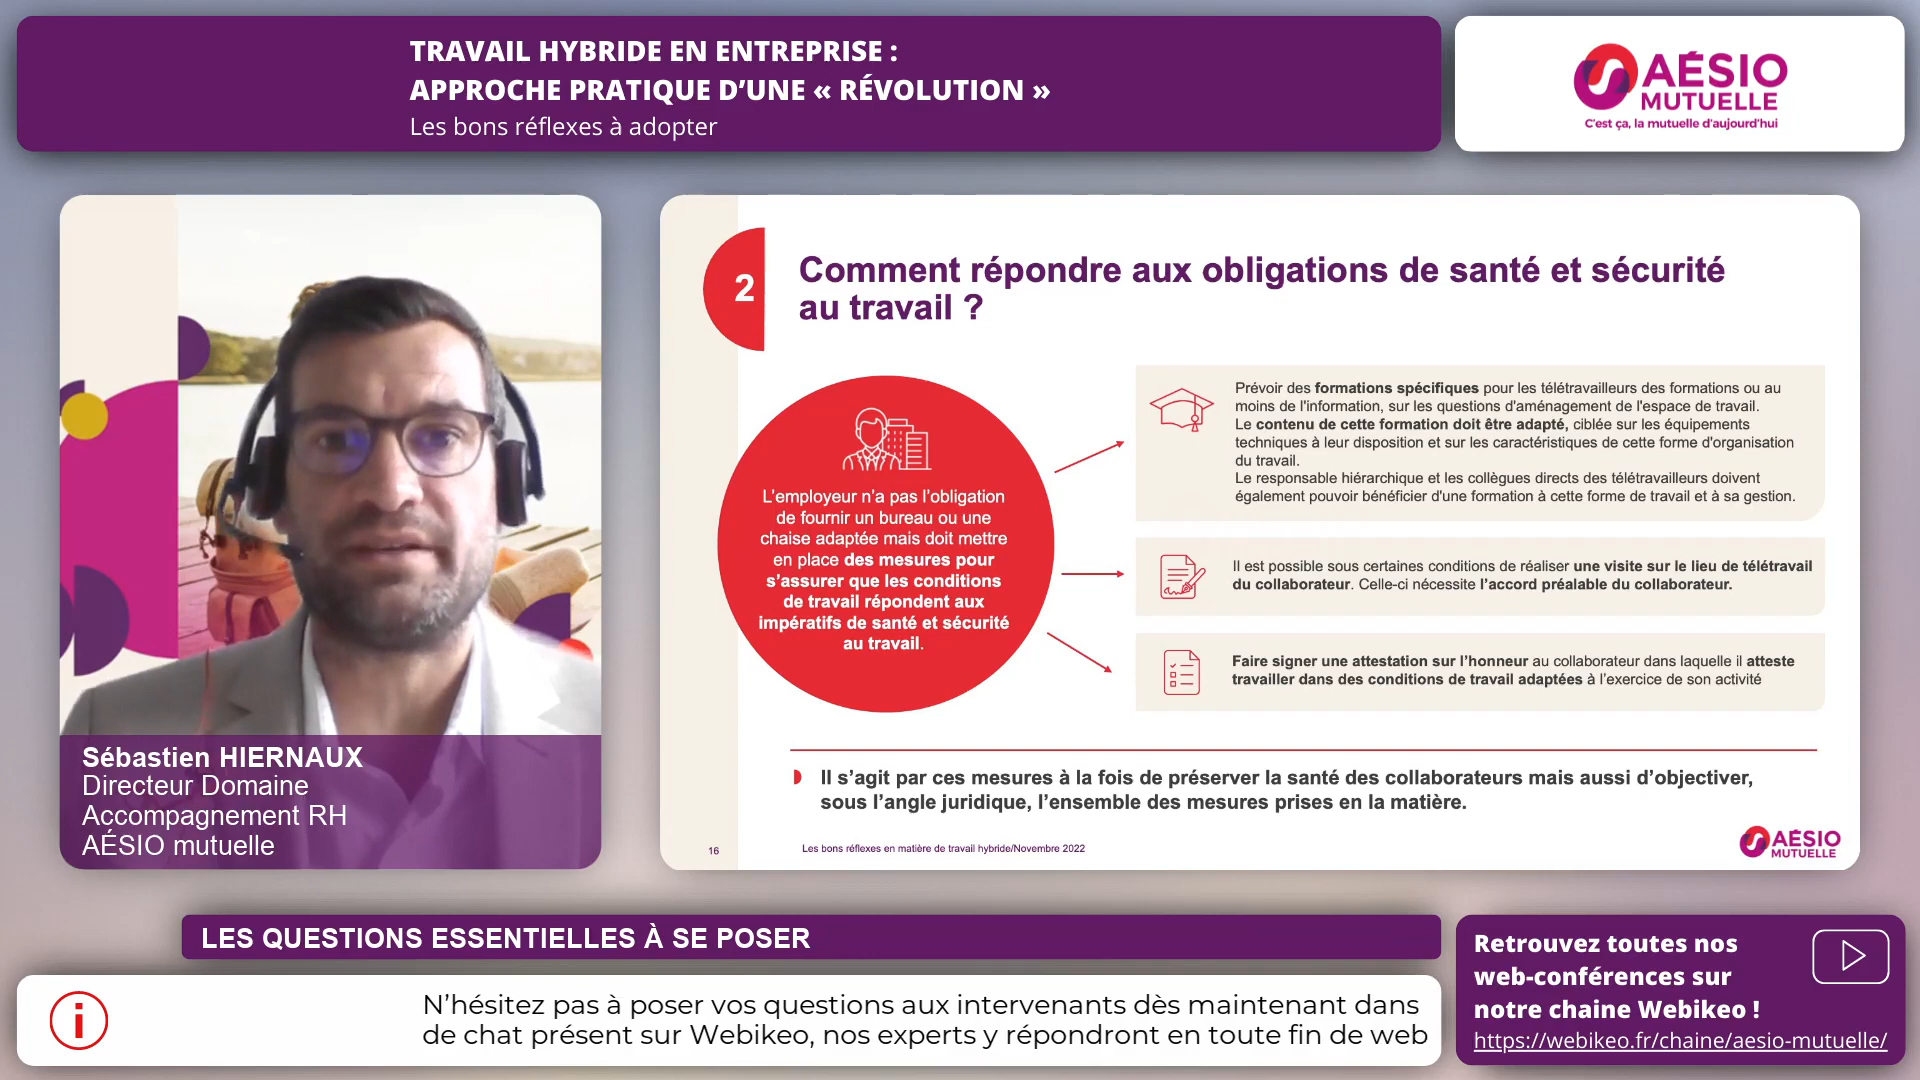 TRAVAIL HYBRIDE EN ENTREPRISE :
APPROCHE PRATIQUE D’UNE « RÉVOLUTION »
Les bons réflexes à adopter
AÉSIO
MUTUELLE
C'est ça, la mutuelle d'aujourd'hui
Sébastien HIERNAUX
Directeur Domaine
Accompagnement RH
AÉSIO mutuelle
2
Comment répondre aux obligations de santé et sécurité
au travail ?
L’employeur n’a pas l’obligation
de fournir un bureau ou une
chaise adaptée mais doit mettre
en place des mesures pour
s’assurer que les conditions
de travail répondent aux
impératifs de santé et sécurité
au travail.
Prévoir des formations spécifiques pour les télétravailleurs des formations ou au
moins de l'information, sur les questions d'aménagement de l'espace de travail.
Le contenu de cette formation doit être adapté, ciblée sur les équipements
techniques à leur disposition et sur les caractéristiques de cette forme d'organisation
du travail.
Le responsable hiérarchique et les collègues directs des télétravailleurs doivent
également pouvoir bénéficier d'une formation à cette forme de travail et à sa gestion.
Il est possible sous certaines conditions de réaliser une visite sur le lieu de télétravail
du collaborateur. Celle-ci nécessite l’accord préalable du collaborateur.
Faire signer une attestation sur l’honneur au collaborateur dans laquelle il atteste
travailler dans des conditions de travail adaptées à l’exercice de son activité
Il s’agit par ces mesures à la fois de préserver la santé des collaborateurs mais aussi d’objectiver,
sous l’angle juridique, l’ensemble des mesures prises en la matière.
16
Les bons réflexes en matière de travail hybride/Novembre 2022
AÉSIO
MUTUELLE
LES QUESTIONS ESSENTIELLES À SE POSER
i
N’hésitez pas à poser vos questions aux intervenants dès maintenant dans
de chat présent sur Webikeo, nos experts y répondront en toute fin de web
Retrouvez toutes nos
web-conférences sur
notre chaine Webikeo !
https://webikeo.fr/chaine/aesio-mutuelle/